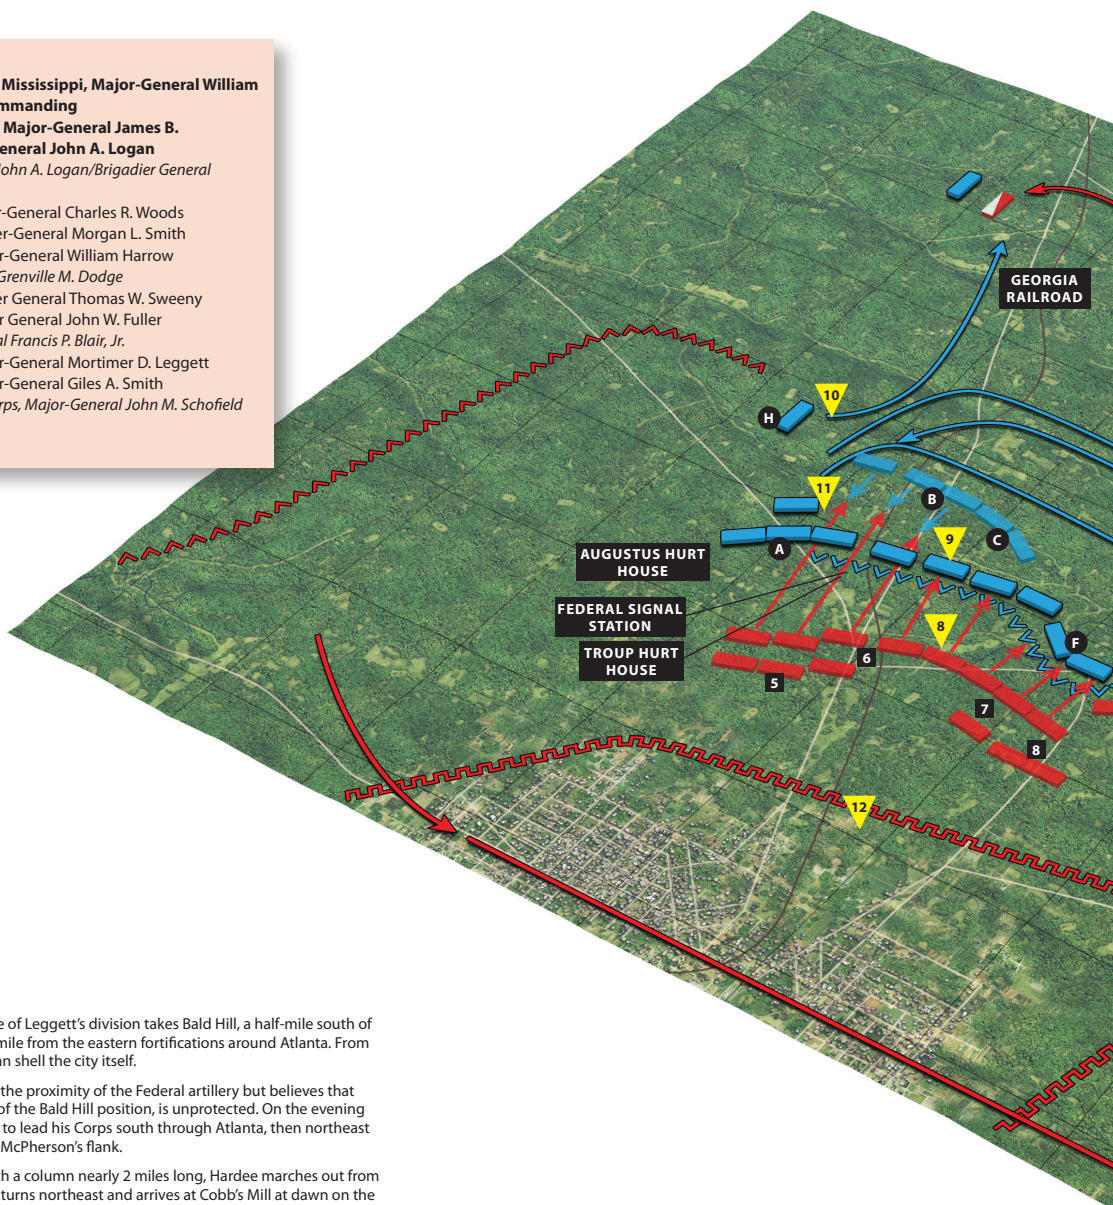 Mississippi, Major-General William
mmanding
Major-General James B.
eneral John A. Logan
John A. Logan/Brigadier General
r-General Charles R. Woods
er-General Morgan L. Smith
r-General William Harrow
Grenville M. Dodge
er General Thomas W. Sweeny
r General John W. Fuller
al Francis P. Blair, Jr.
r-General Mortimer D. Leggett
r-General Giles A. Smith
orps, Major-General John M. Schofield
GEORGIA
RAILROAD
10
H
11
B
9
C
A
AUGUSTUS HURT
HOUSE
FEDERAL SIGNAL
STATION
TROUP HURT
HOUSE
8
F
6
5
7
8
12
e of Leggett's division takes Bald Hill, a half-mile south of
mile from the eastern fortifications around Atlanta. From
an shell the city itself.
the proximity of the Federal artillery but believes that
of the Bald Hill position, is unprotected. On the evening
to lead his Corps south through Atlanta, then northeast
McPherson's flank.
th a column nearly 2 miles long, Hardee marches out from
turns northeast and arrives at Cobb's Mill at dawn on the